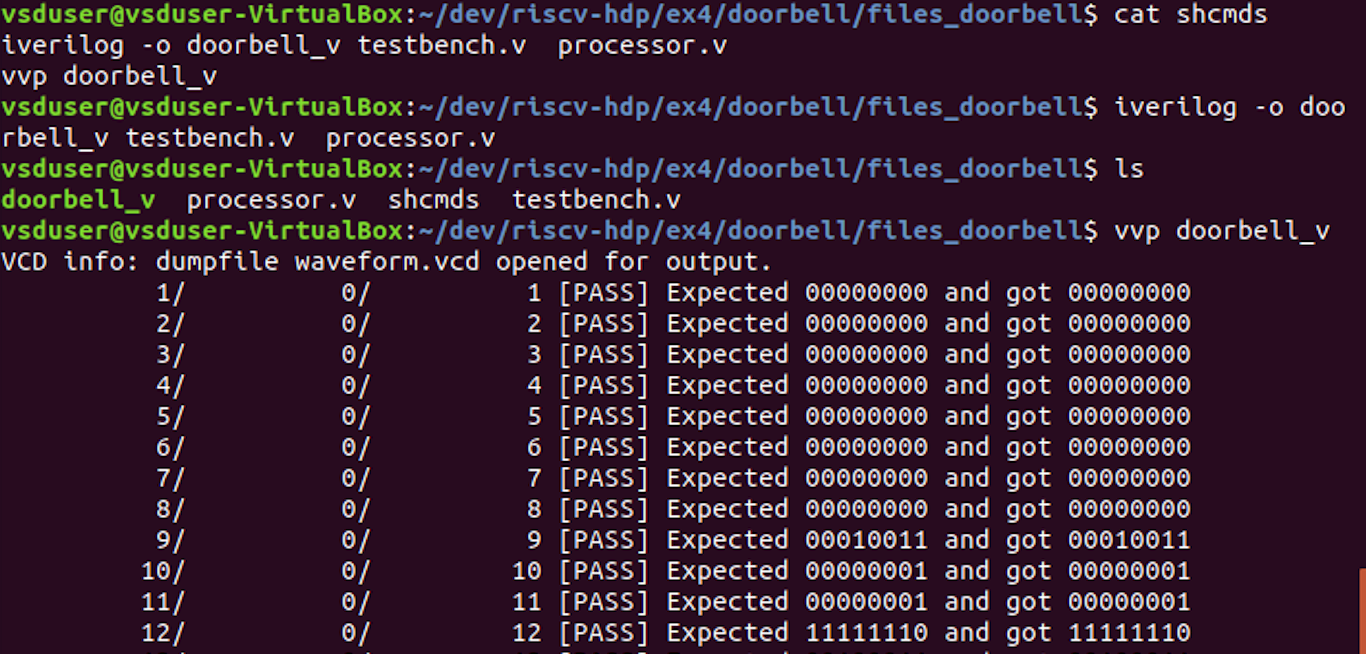 vsduser@vsduser-VirtualBox:~/dev/riscv-hdp/ex4/doorbell/files_doorbell$ cat shcmds
iverilog -o doorbell_v testbench.v  processor.v
vvp doorbell_v
vsduser@vsduser-VirtualBox:~/dev/riscv-hdp/ex4/doorbell/files_doorbell$ iverilog -o doo
rbell_v testbench.v  processor.v
vsduser@vsduser-VirtualBox:~/dev/riscv-hdp/ex4/doorbell/files_doorbell$ ls
doorbell_v  processor.v  shcmds  testbench.v
vsduser@vsduser-VirtualBox:~/dev/riscv-hdp/ex4/doorbell/files_doorbell$ vvp doorbell_v
VCD info: dumpfile waveform.vcd opened for output.
          1/          0/          1 [PASS] Expected 00000000 and got 00000000
          2/          0/          2 [PASS] Expected 00000000 and got 00000000
          3/          0/          3 [PASS] Expected 00000000 and got 00000000
          4/          0/          4 [PASS] Expected 00000000 and got 00000000
          5/          0/          5 [PASS] Expected 00000000 and got 00000000
          6/          0/          6 [PASS] Expected 00000000 and got 00000000
          7/          0/          7 [PASS] Expected 00000000 and got 00000000
          8/          0/          8 [PASS] Expected 00000000 and got 00000000
          9/          0/          9 [PASS] Expected 00010011 and got 00010011
         10/          0/         10 [PASS] Expected 00000001 and got 00000001
         11/          0/         11 [PASS] Expected 00000001 and got 00000001
         12/          0/         12 [PASS] Expected 11111110 and got 11111110